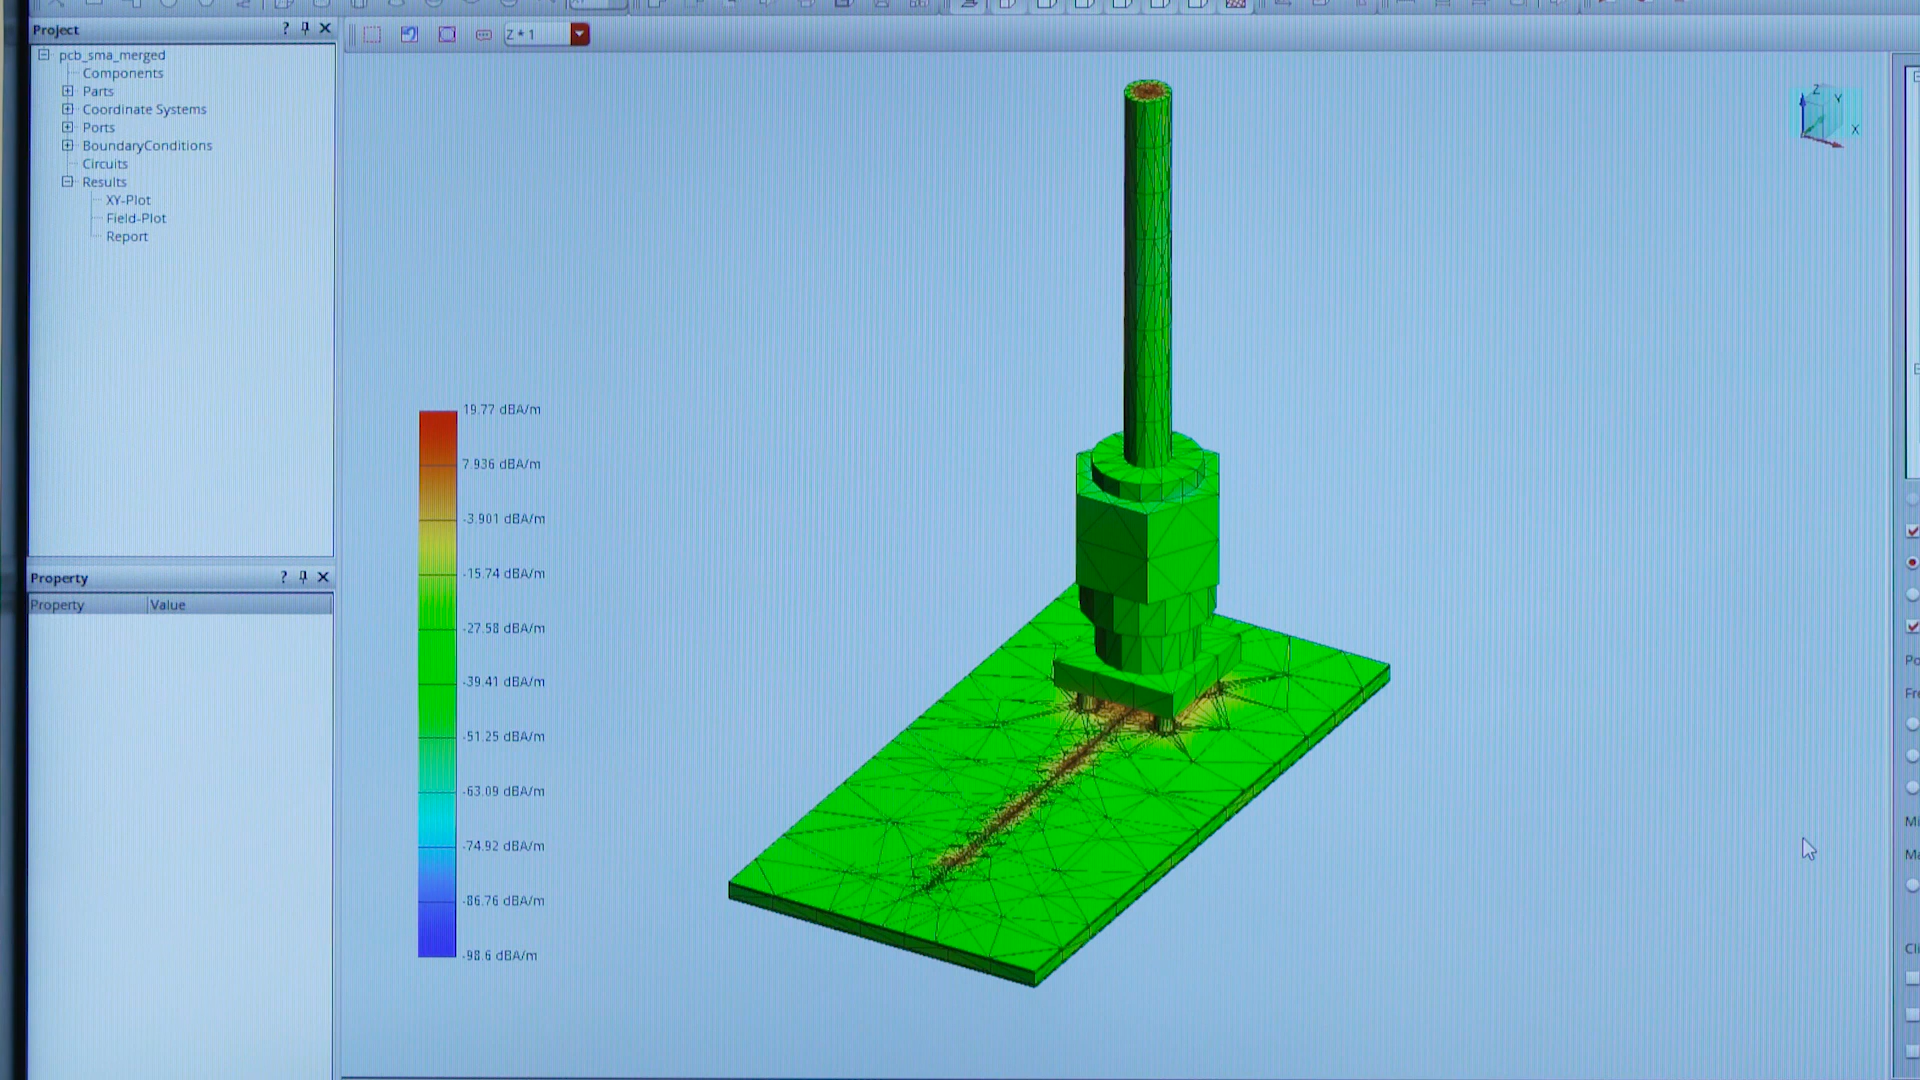 Project ?
pcb_sma_merged
Components
Parts
Coordinate Systems
Ports
BoundaryConditions
Circuits
Results
XY-Plot
Field-Plot
Report
Property ?
Property Value
Z * 1
Z Y X
19.77 dBA/m
7.936 dBA/m
-3.901 dBA/m
-15.74 dBA/m
-27.58 dBA/m
-39.41 dBA/m
-51.25 dBA/m
-63.09 dBA/m
-74.92 dBA/m
-86.76 dBA/m
-98.6 dBA/m